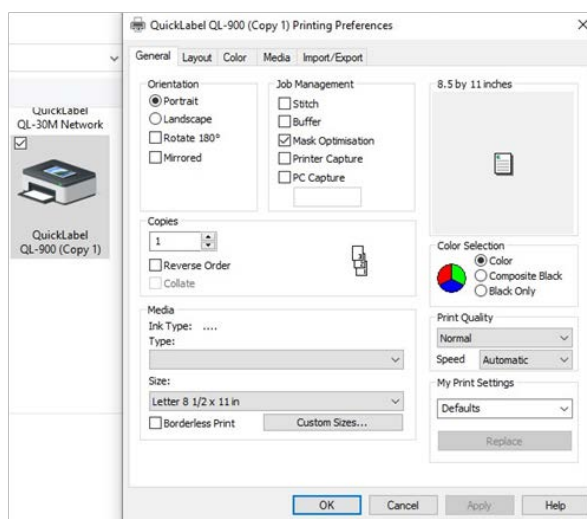 QuickLabel QL-900 (Copy 1) Printing Preferences
General Layout Color Media Import/Export
QuickLabel
QL-30M Network
QuickLabel
QL-900 (Copy 1)
Orientation
Portrait
Landscape
Rotate 180°
Mirrored
Job Management
Stitch
Buffer
Mask Optimisation
Printer Capture
PC Capture
8.5 by 11 inches
Copies
1
Reverse Order
Collate
Color Selection
Color
Composite Black
Black Only
Media
Ink Type: ....
Type:
Size:
Letter 8 1/2 x 11 in
Borderless Print
Custom Sizes...
Print Quality
Normal
Speed Automatic
My Print Settings
Defaults
Replace
OK Cancel Apply Help